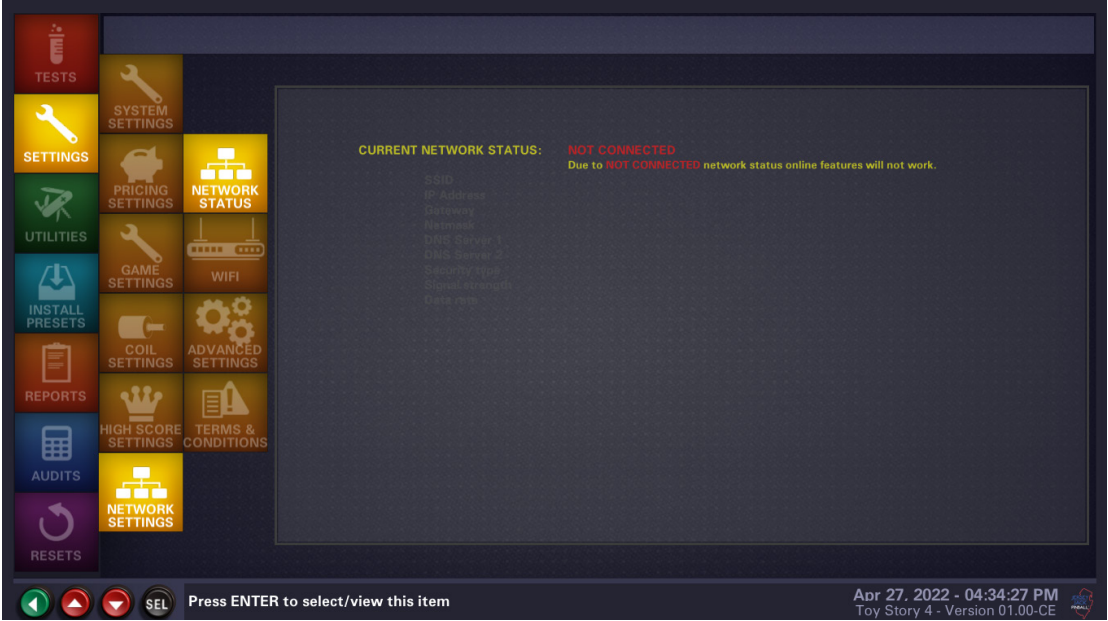 TESTS
SETTINGS
UTILITIES
INSTALL
PRESETS
REPORTS
AUDITS
RESETS
SYSTEM
SETTINGS
PRICING
SETTINGS
GAME
SETTINGS
COIL
SETTINGS
HIGH SCORE
SETTINGS
NETWORK
SETTINGS
NETWORK
STATUS
WIFI
ADVANCED
SETTINGS
TERMS &
CONDITIONS
CURRENT NETWORK STATUS: NOT CONNECTED
Due to NOT CONNECTED network status online features will not work.
SSID
IP Address
Gateway
Netmask
DNS Server 1
DNS Server 2
Security type
Signal strength
Data rate
SEL
Press ENTER to select/view this item
Apr 27, 2022 - 04:34:27 PM
Toy Story 4 - Version 01.00-CE